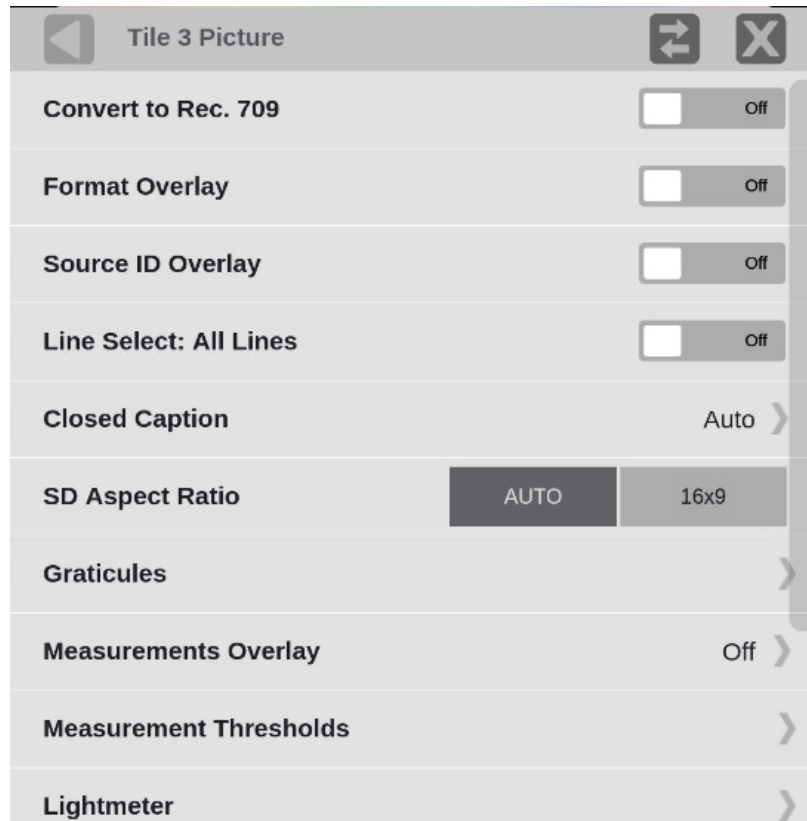 Tile 3 Picture
Convert to Rec. 709 Off
Format Overlay Off
Source ID Overlay Off
Line Select: All Lines Off
Closed Caption Auto
SD Aspect Ratio AUTO 16x9
Graticules
Measurements Overlay Off
Measurement Thresholds
Lightmeter